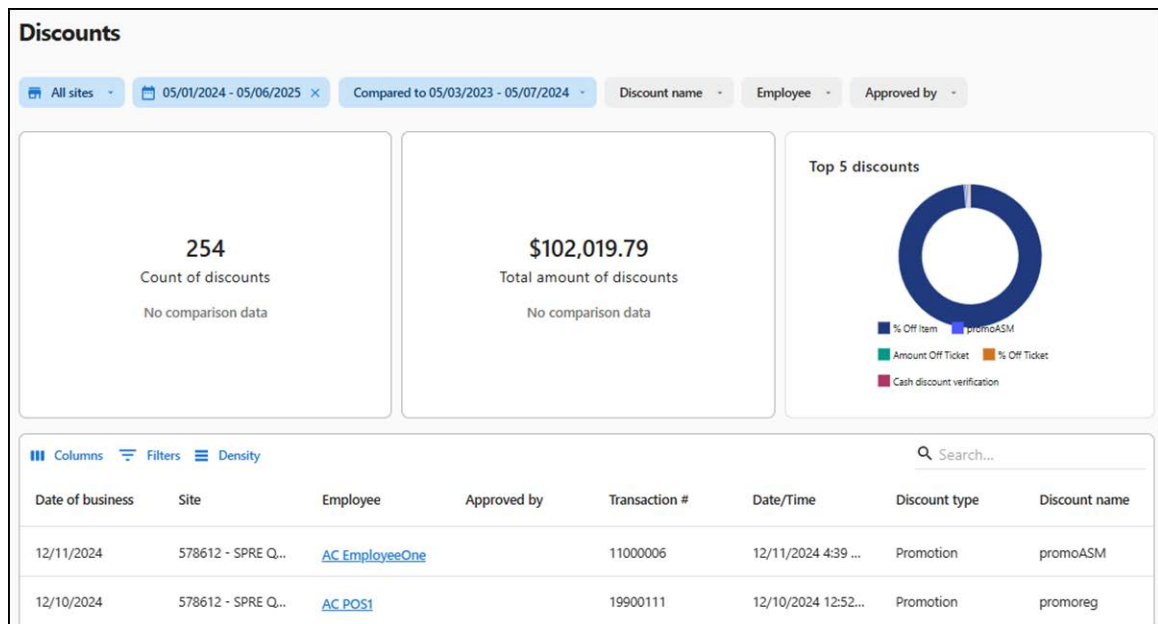 Discounts
All sites
05/01/2024 - 05/06/2025
Compared to 05/03/2023 - 05/07/2024
Discount name
Employee
Approved by
254
Count of discounts
No comparison data
$102,019.79
Total amount of discounts
No comparison data
Top 5 discounts
% Off Item promoASM
Amount Off Ticket % Off Ticket
Cash discount verification
Columns Filters Density Search...
Date of business Site Employee Approved by Transaction # Date/Time Discount type Discount name
12/11/2024 578612 - SPRE Q... AC EmployeeOne 11000006 12/11/2024 4:39 ... Promotion promoASM
12/10/2024 578612 - SPRE Q... AC POS1 19900111 12/10/2024 12:52... Promotion promoreg